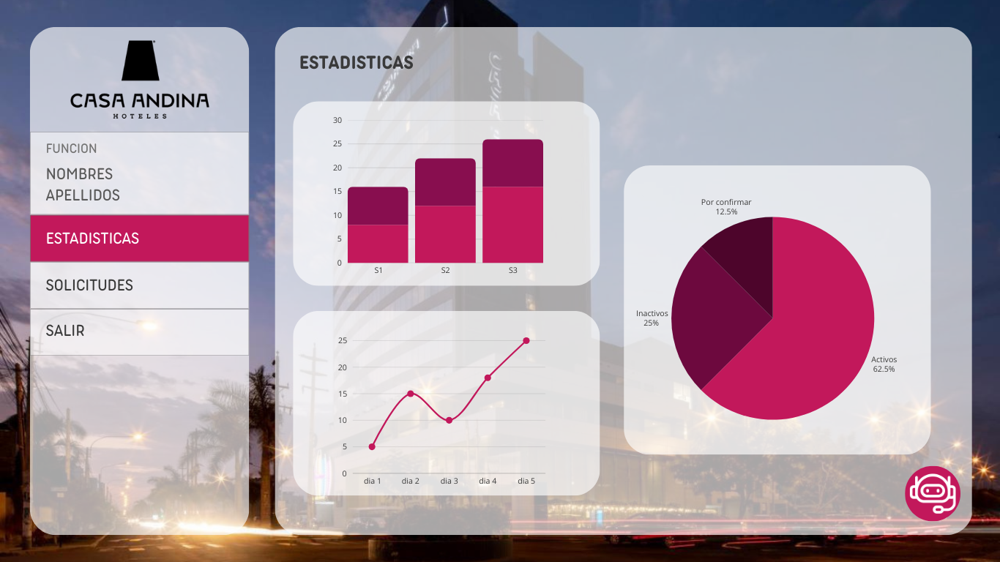 CASA ANDINA
HOTELES
FUNCION
NOMBRES
APELLIDOS
ESTADISTICAS
SOLICITUDES
SALIR
ESTADISTICAS
30
25
20
15
10
5
0
S1
S2
S3
25
20
15
10
5
0
dia 1
dia 2
dia 3
dia 4
dia 5
Por confirmar
12.5%
Inactivos
25%
Activos
62.5%